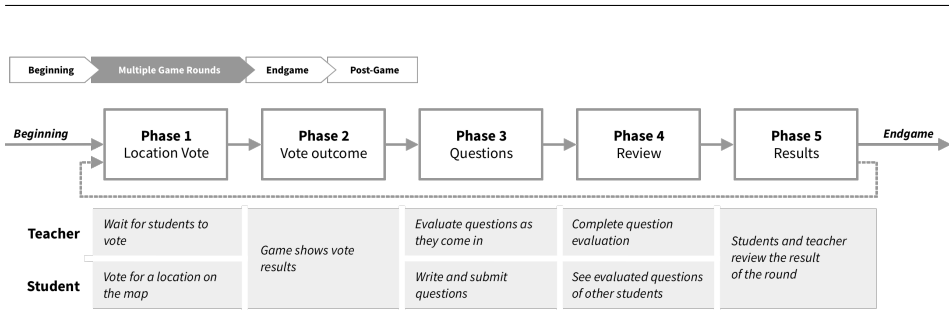 Beginning
Multiple Game Rounds
Endgame
Post-Game
Beginning
Phase 1
Location Vote
Phase 2
Vote outcome
Phase 3
Questions
Phase 4
Review
Phase 5
Results
Endgame
Teacher
Wait for students to
vote
Game shows vote
results
Evaluate questions as
they come in
Complete question
evaluation
Students and teacher
review the result
of the round
Student
Vote for a location on
the map
Write and submit
questions
See evaluated questions
of other students